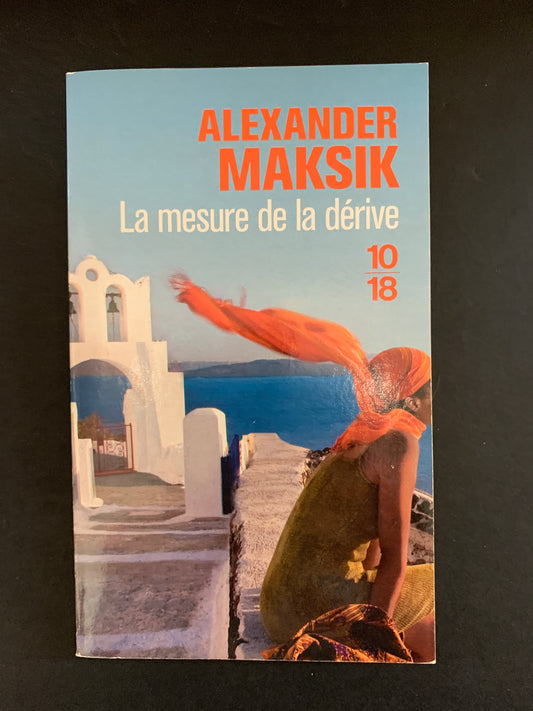 ALEXANDER
MAKSIK
La mesure de la dérive
10
18